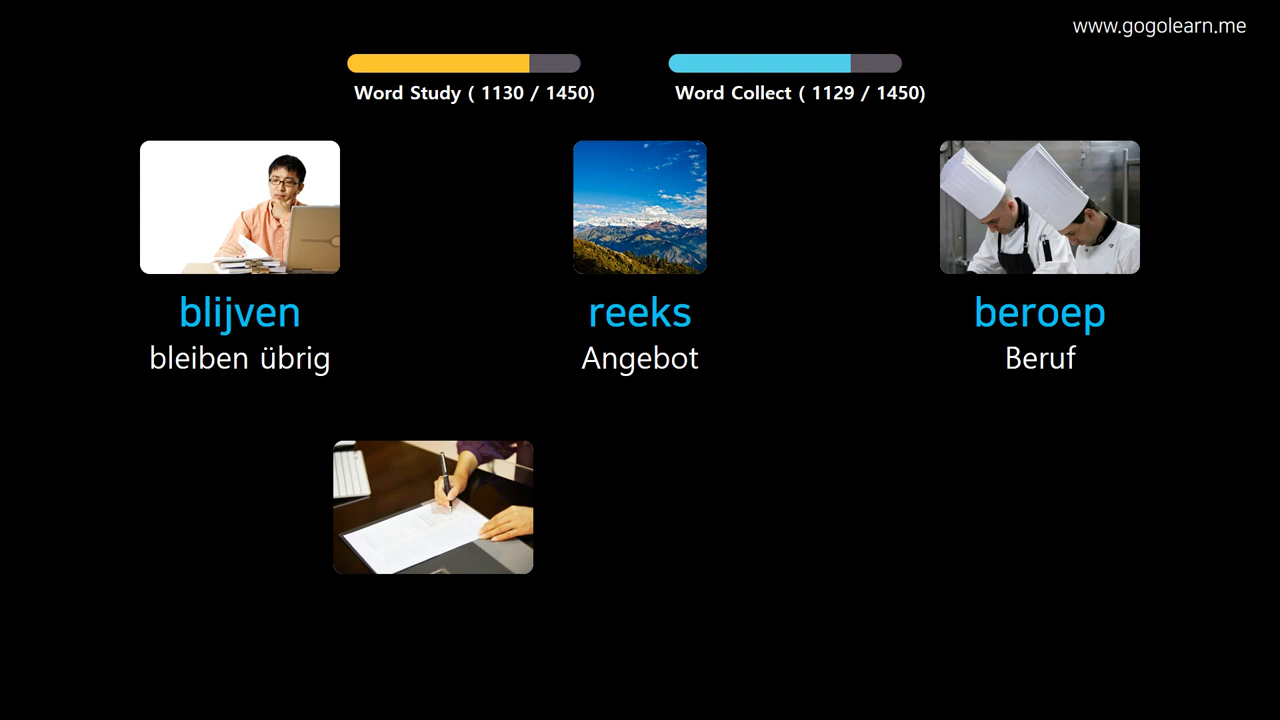 www.gogolearn.me
Word Study ( 1130 / 1450)
Word Collect ( 1129 / 1450)
blijven
bleiben übrig
reeks
Angebot
beroep
Beruf